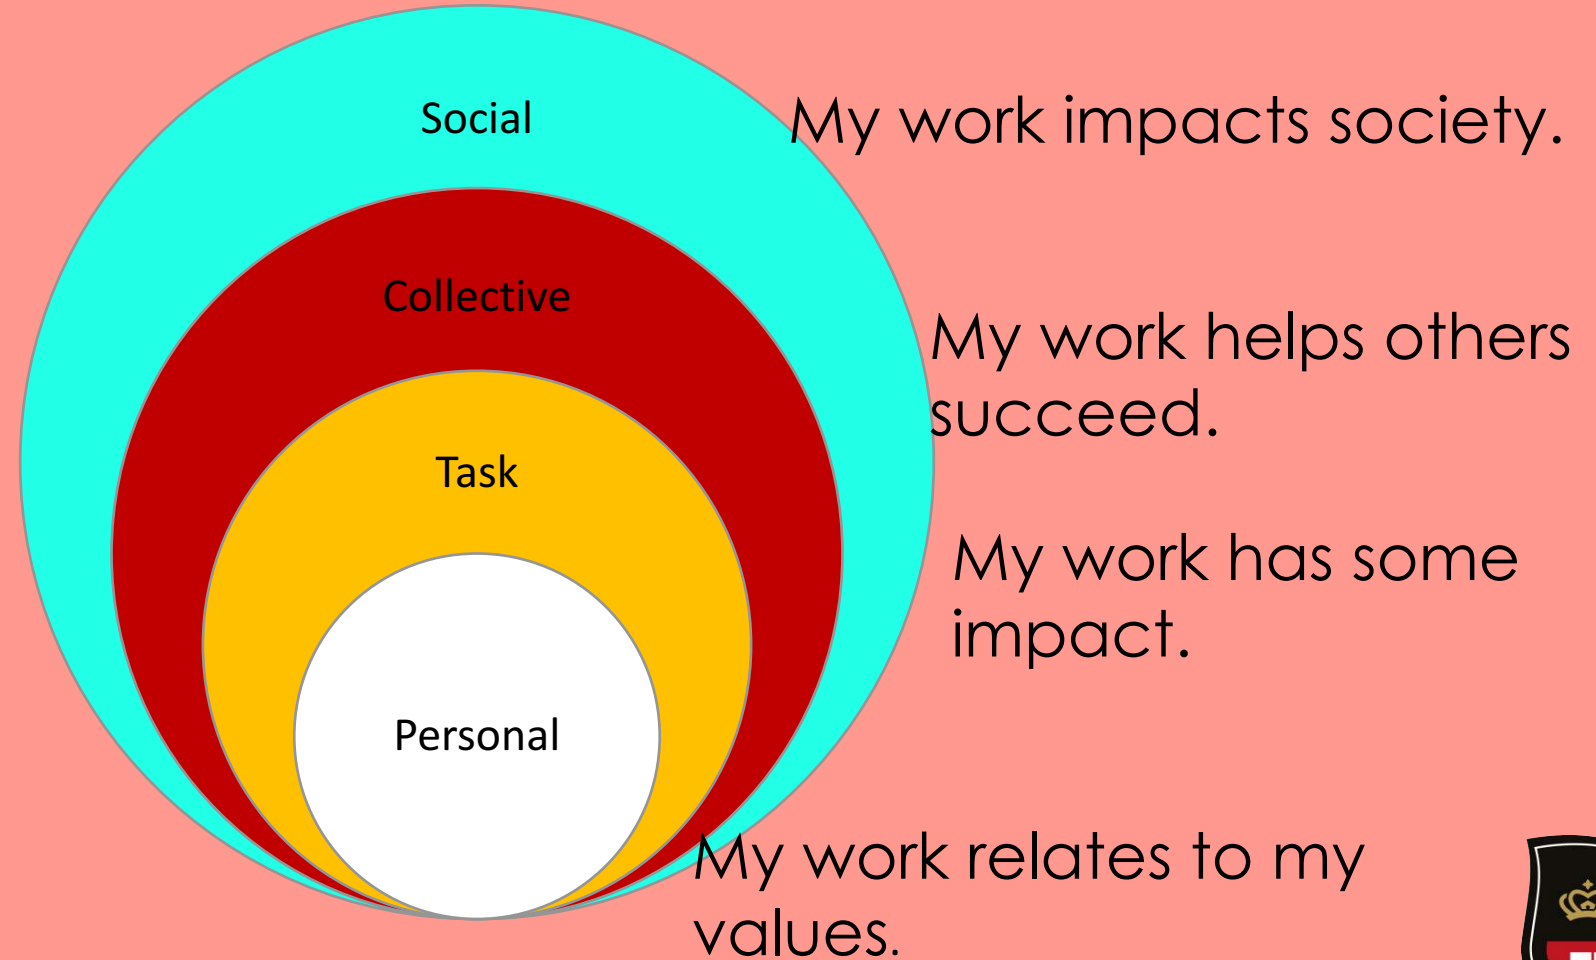 Social
My work impacts society.
Collective
My work helps others
succeed.
Task
My work has some
impact.
Personal
My work relates to my
values.